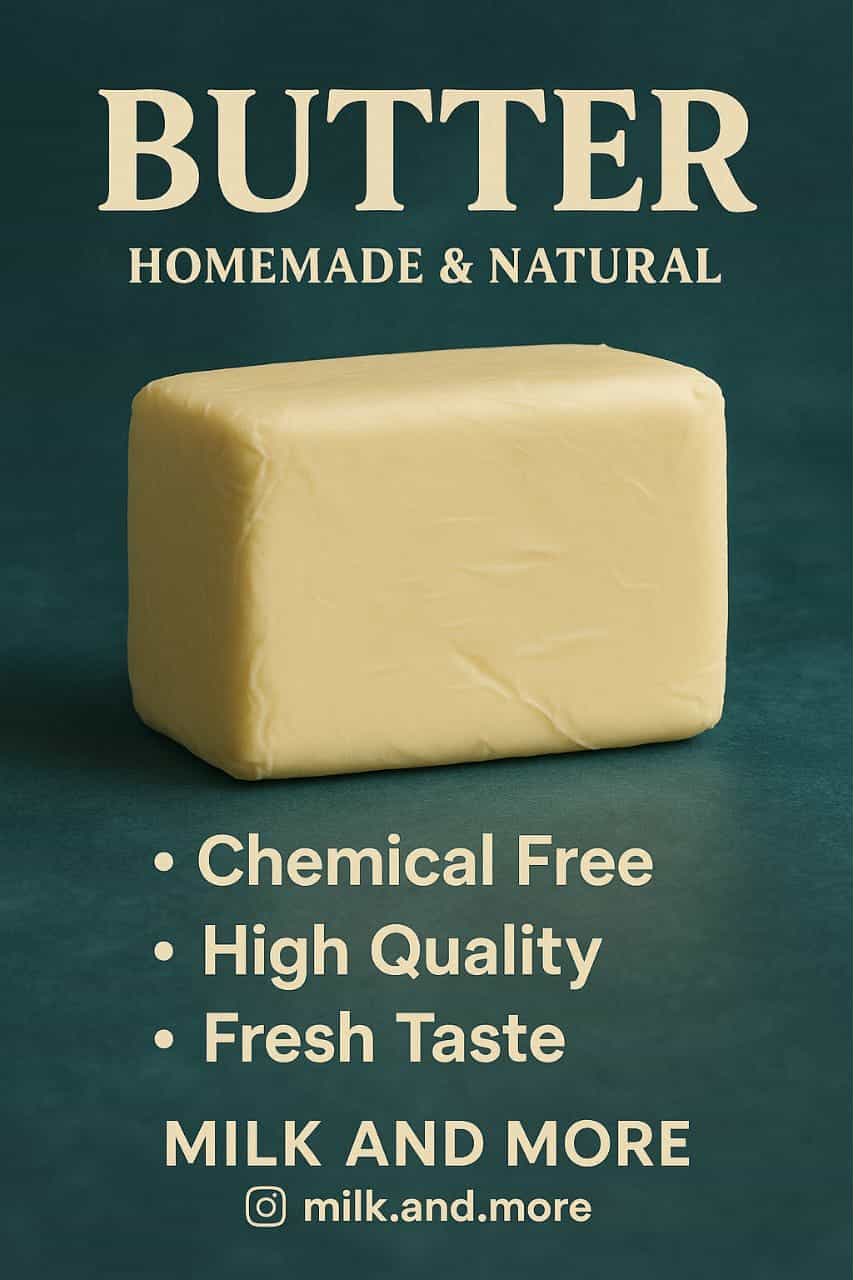 BUTTER
HOMEMADE & NATURAL
• Chemical Free
• High Quality
• Fresh Taste
MILK AND MORE
milk.and.more